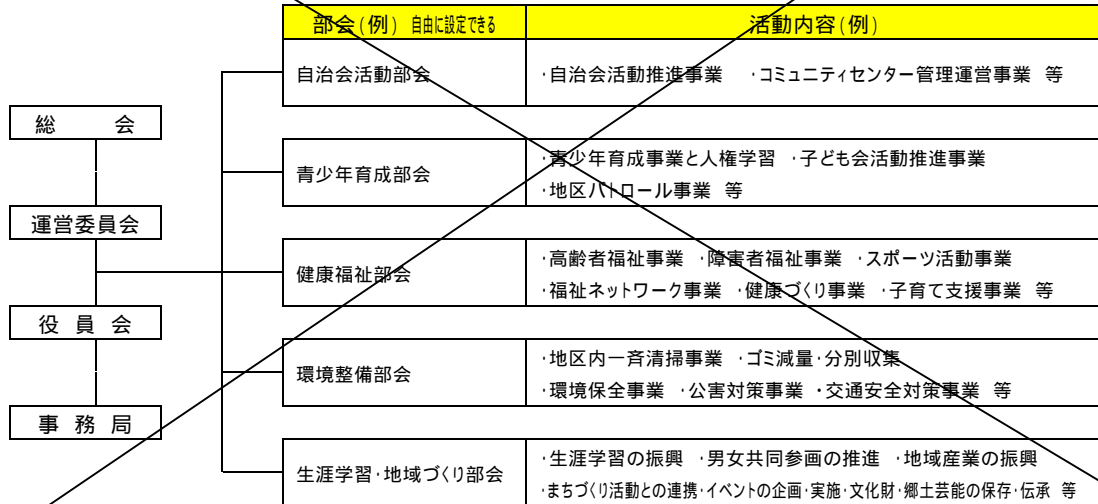 部会(例) 自由に設定できる
活動内容(例)
自治会活動部会
・自治会活動推進事業 ・コミュニティセンター管理運営事業 等
総 会
青少年育成部会
・青少年育成事業と人権学習 ・子ども会活動推進事業
・地区パトロール事業 等
運営委員会
健康福祉部会
・高齢者福祉事業 ・障害者福祉事業 ・スポーツ活動事業
・福祉ネットワーク事業 ・健康づくり事業 ・子育て支援事業 等
役 員 会
環境整備部会
・地区内一斉清掃事業 ・ゴミ減量・分別収集
・環境保全事業 ・公害対策事業 ・交通安全対策事業 等
事 務 局
生涯学習・地域づくり部会
・生涯学習の振興 ・男女共同参画の推進 ・地域産業の振興
・まちづくり活動との連携・イベントの企画・実施・文化財・郷土芸能の保存・伝承 等